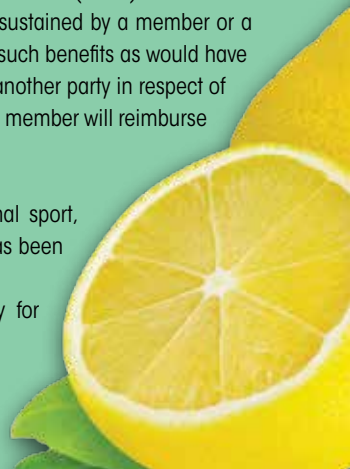 sustained by a member or a
such benefits as would have
another party in respect of
member will reimburse
nal sport,
as been
y for